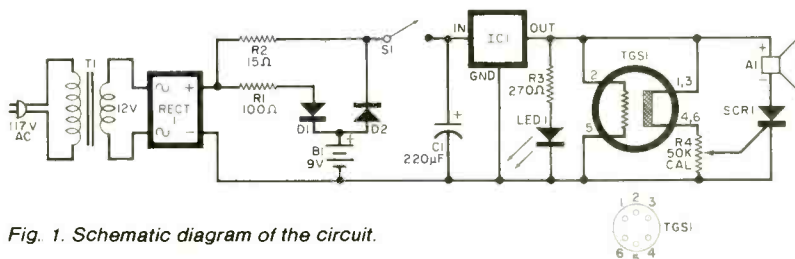 117V
AC
T1
12V
RECT
1
+
−
R2
15Ω
R1
100Ω
D1
D2
B1
9V
+
S1
+
C1
220µF
IN
IC1
OUT
GND
R3
270Ω
LED1
TGS1
2
1,3
5
4,6
R4
50K
CAL
+
A1
−
SCR1
1 2 3
TGS1
6 5 4
Fig. 1. Schematic diagram of the circuit.